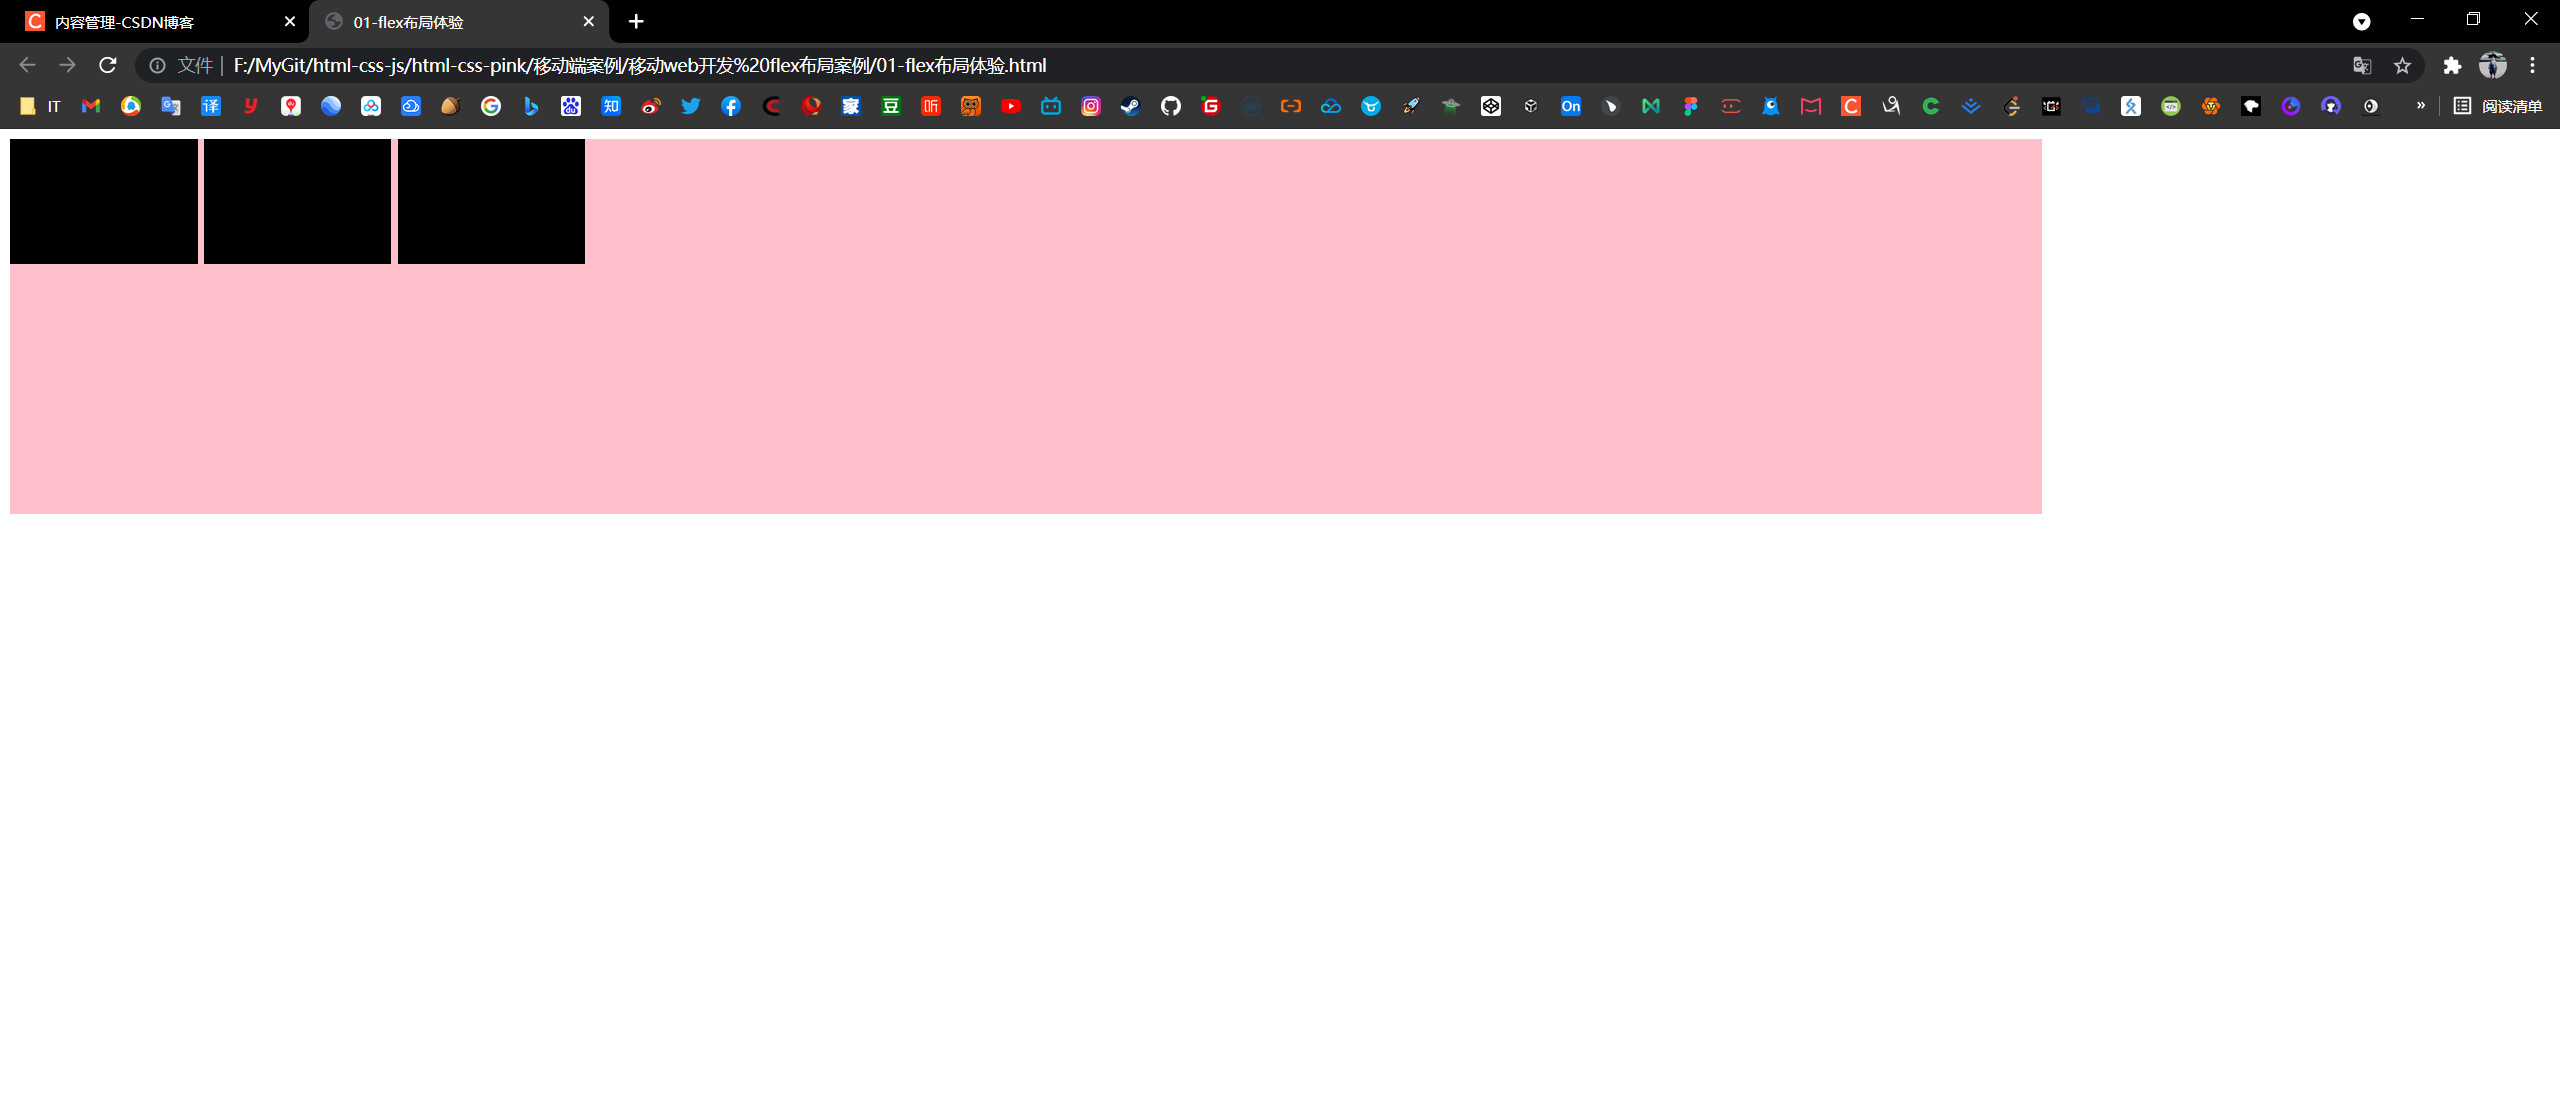 内容管理-CSDN博客
01-flex布局体验
文件 | F:/MyGit/html-css-js/html-css-pink/移动端案例/移动web开发%20flex布局案例/01-flex布局体验.html
IT 译 知 家 豆 听 On » 阅读清单